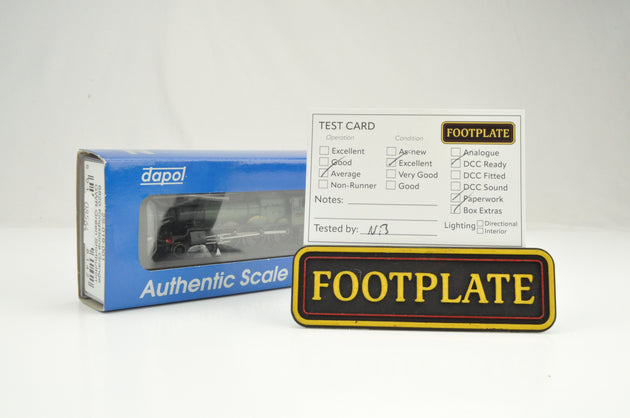 TEST CARD
FOOTPLATE
Operation
Condition
Excellent
Good
Average
Non-Runner
As-new
Excellent
Very Good
Good
Analogue
DCC Ready
DCC Fitted
DCC Sound
Paperwork
Box Extras
Notes:
Tested by: NB
Lighting
Directional
Interior
dapol
Authentic Scale
FOOTPLATE